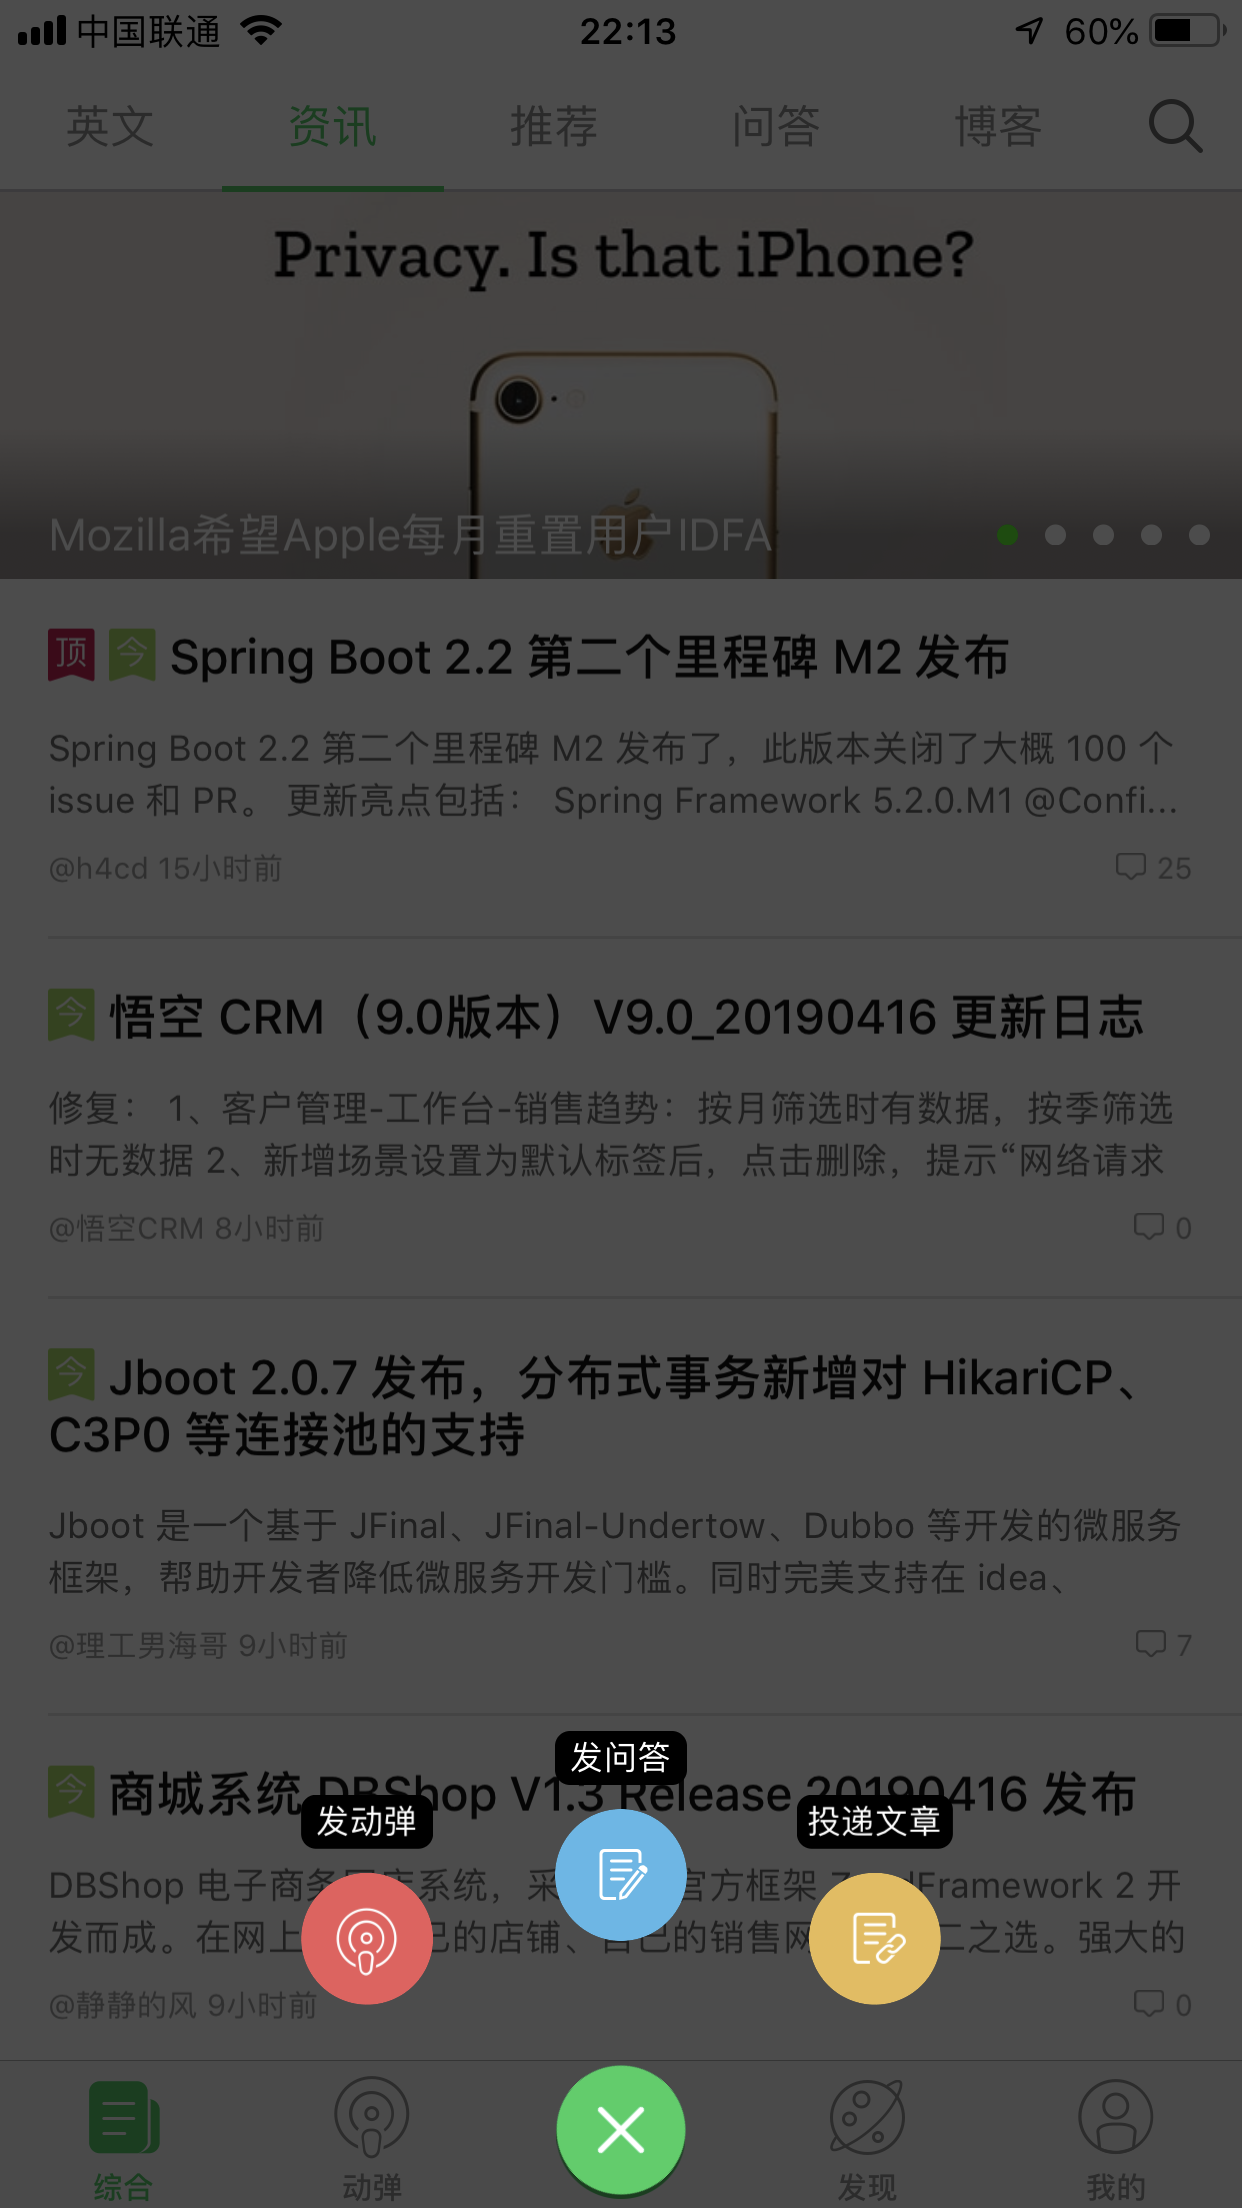 中国联通 22:13 60%
英文 资讯 推荐 问答 博客
Privacy. Is that iPhone?
Mozilla希望Apple每月重置用户IDFA
顶 今 Spring Boot 2.2 第二个里程碑 M2 发布
Spring Boot 2.2 第二个里程碑 M2 发布了，此版本关闭了大概 100 个
issue 和 PR。 更新亮点包括： Spring Framework 5.2.0.M1 @Confi...
@h4cd 15小时前 25
今 悟空 CRM（9.0版本）V9.0_20190416 更新日志
修复： 1、客户管理-工作台-销售趋势：按月筛选时有数据，按季筛选
时无数据 2、新增场景设置为默认标签后，点击删除，提示“网络请求
@悟空CRM 8小时前 0
今 Jboot 2.0.7 发布，分布式事务新增对 HikariCP、
C3P0 等连接池的支持
Jboot 是一个基于 JFinal、JFinal-Undertow、Dubbo 等开发的微服务
框架，帮助开发者降低微服务开发门槛。同时完美支持在 idea、
@理工男海哥 9小时前 7
发问答
今 商城系统 DBShop V1.3 Release 20190416 发布
发动弹 投递文章
DBShop 电子商务 店系统，采 官方框架 Framework 2 开
发而成。在网上 己的店铺、自己的销售网 二之选。强大的
@静静的风 9小时前 0
综合 动弹 发现 我的